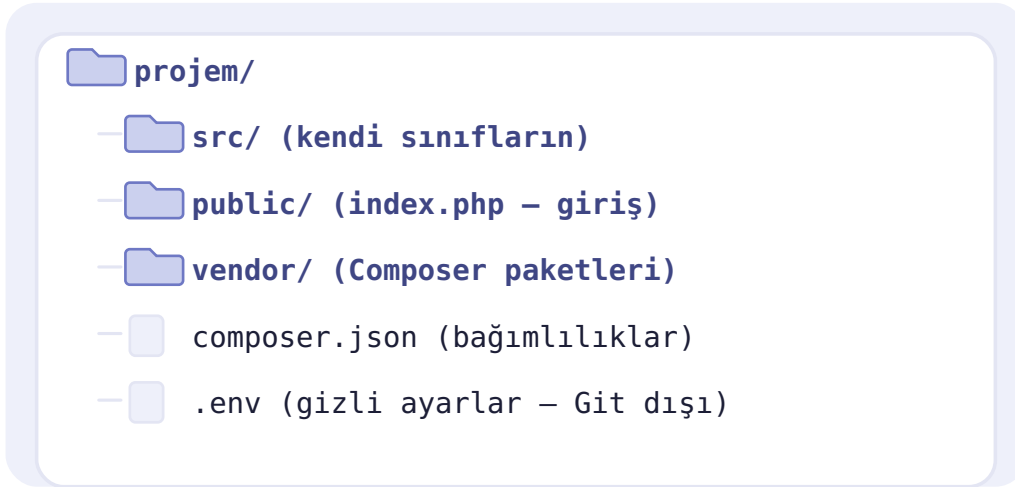 projem/
src/ (kendi sınıfların)
public/ (index.php — giriş)
vendor/ (Composer paketleri)
composer.json (bağımlılıklar)
.env (gizli ayarlar — Git dışı)